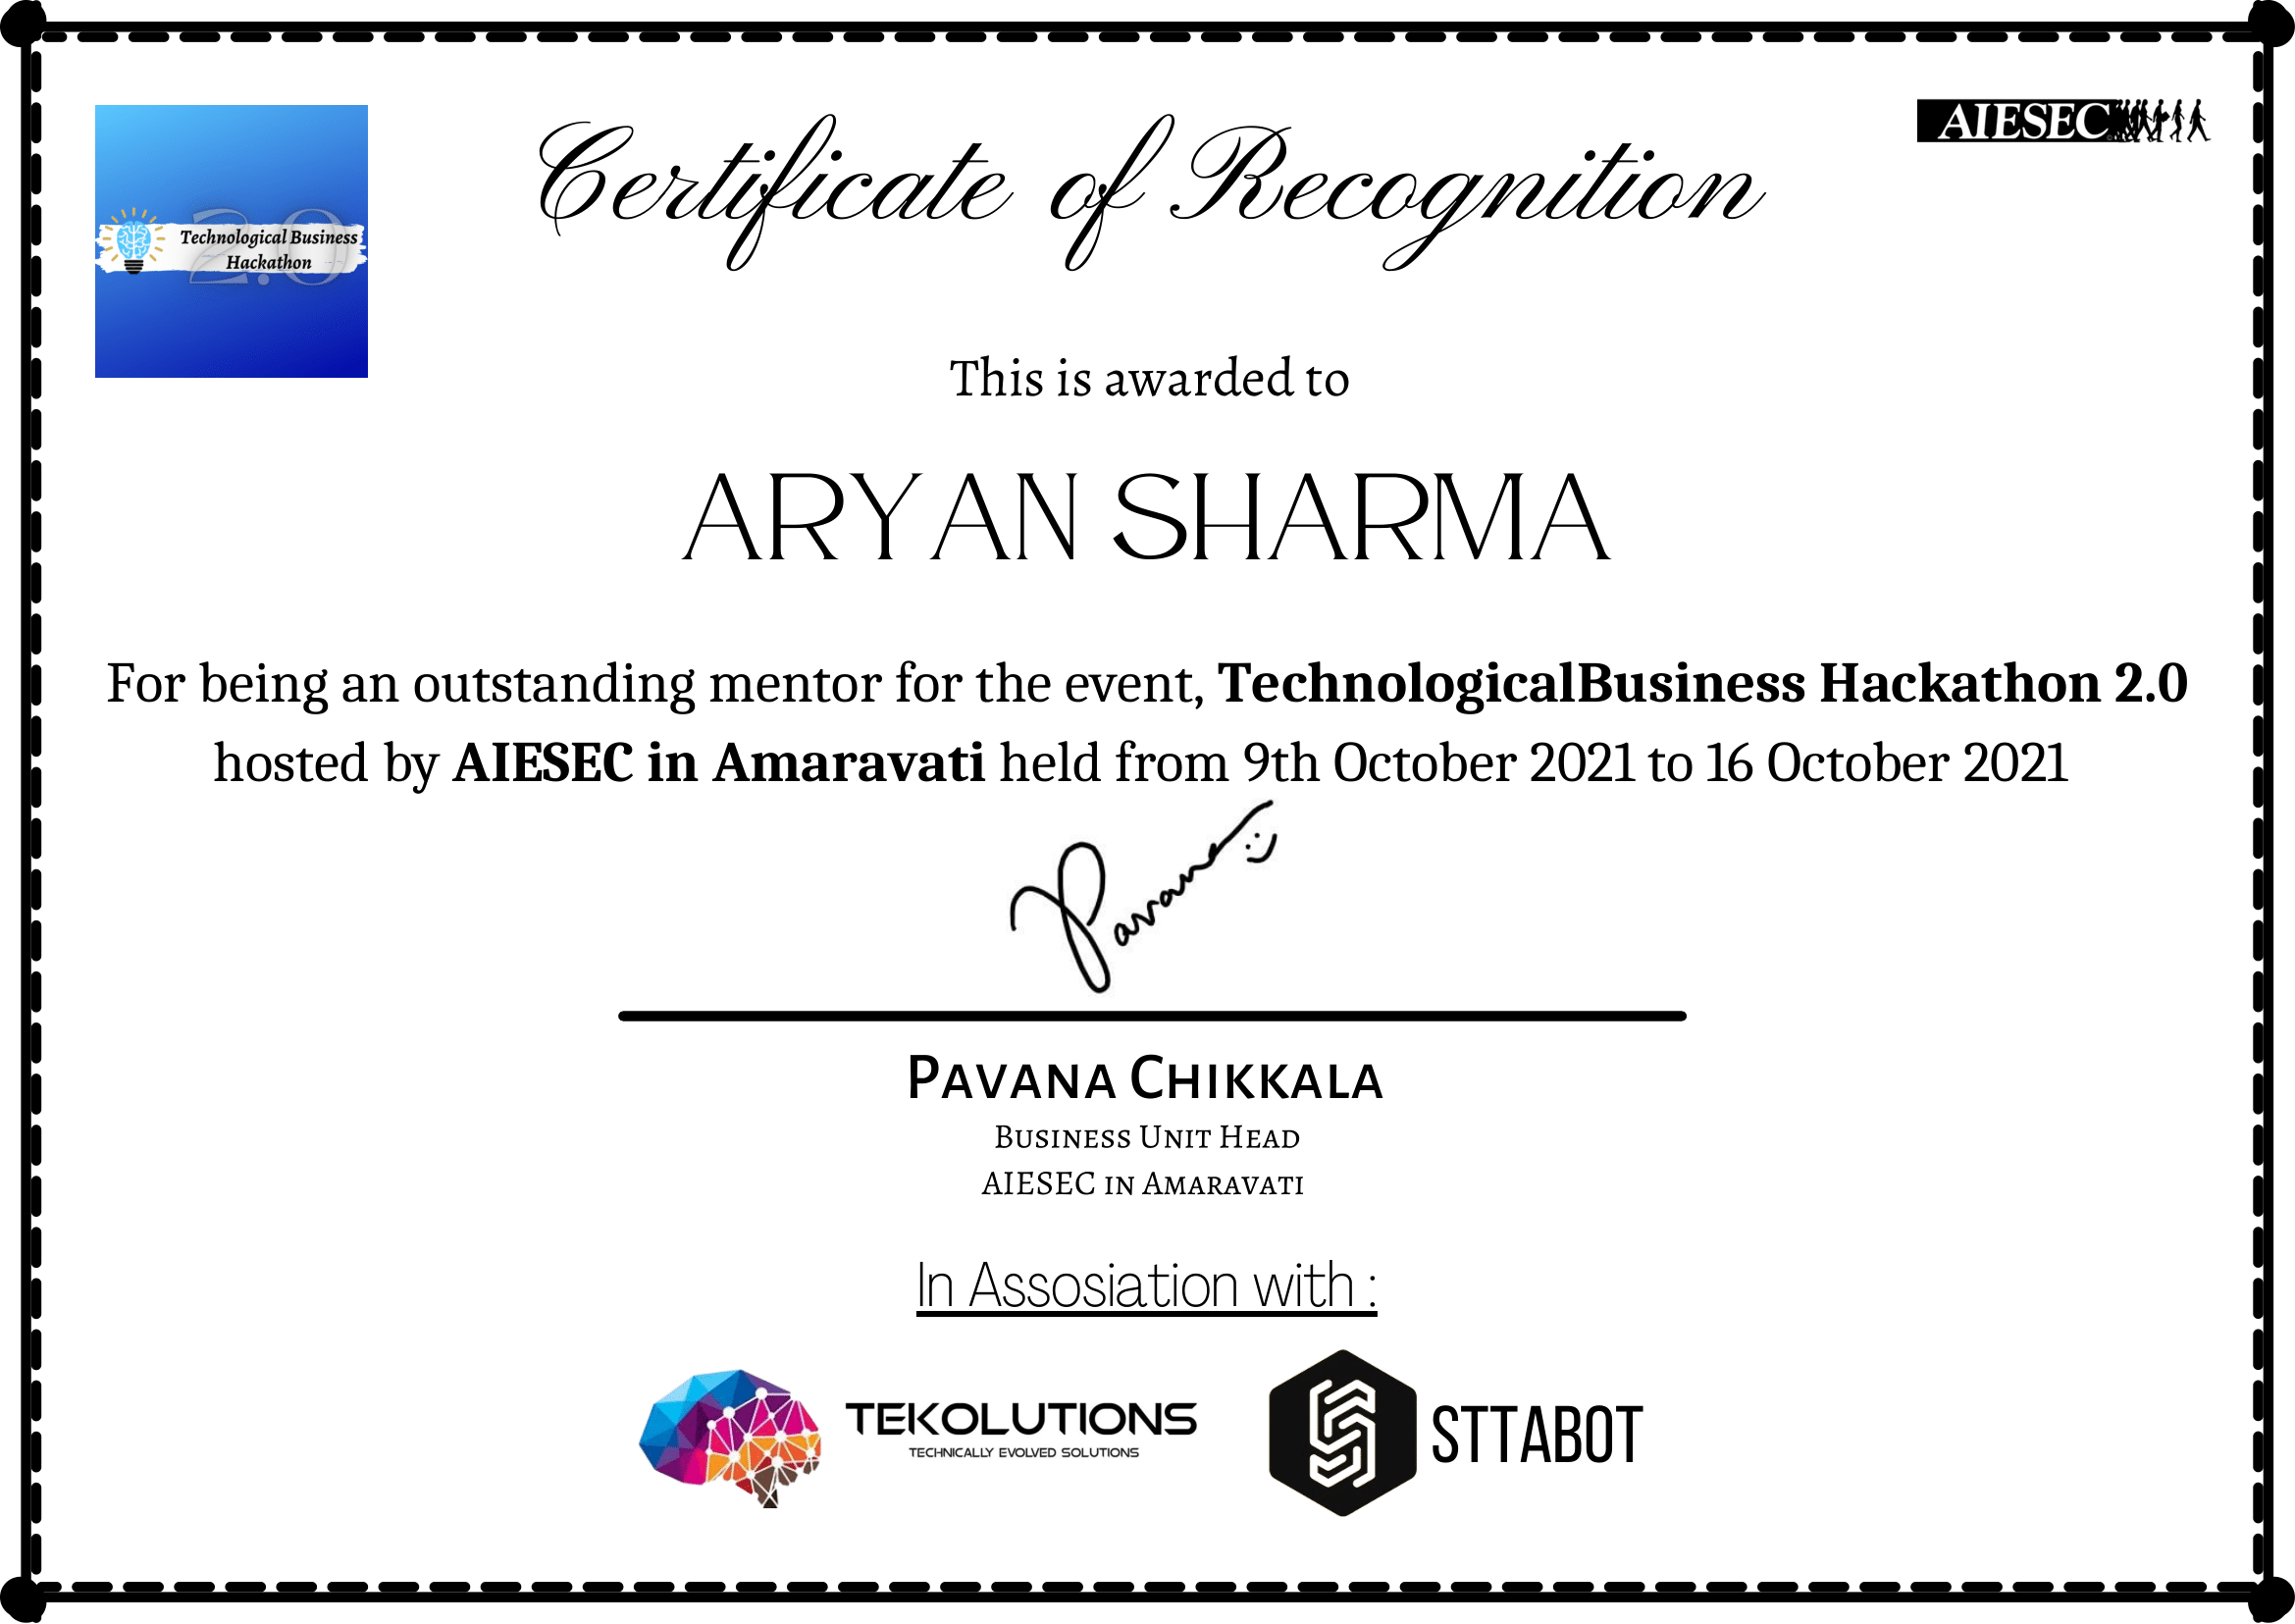 Certificate of Recognition
AIESEC
2.0
Technological Business
Hackathon
This is awarded to
ARYAN SHARMA
For being an outstanding mentor for the event, TechnologicalBusiness Hackathon 2.0
hosted by AIESEC in Amaravati held from 9th October 2021 to 16 October 2021
Pavana :)
PAVANA CHIKKALA
BUSINESS UNIT HEAD
AIESEC IN AMARAVATI
In Assosiation with :
TEKOLUTIONS
TECHNICALLY EVOLVED SOLUTIONS
STTABOT